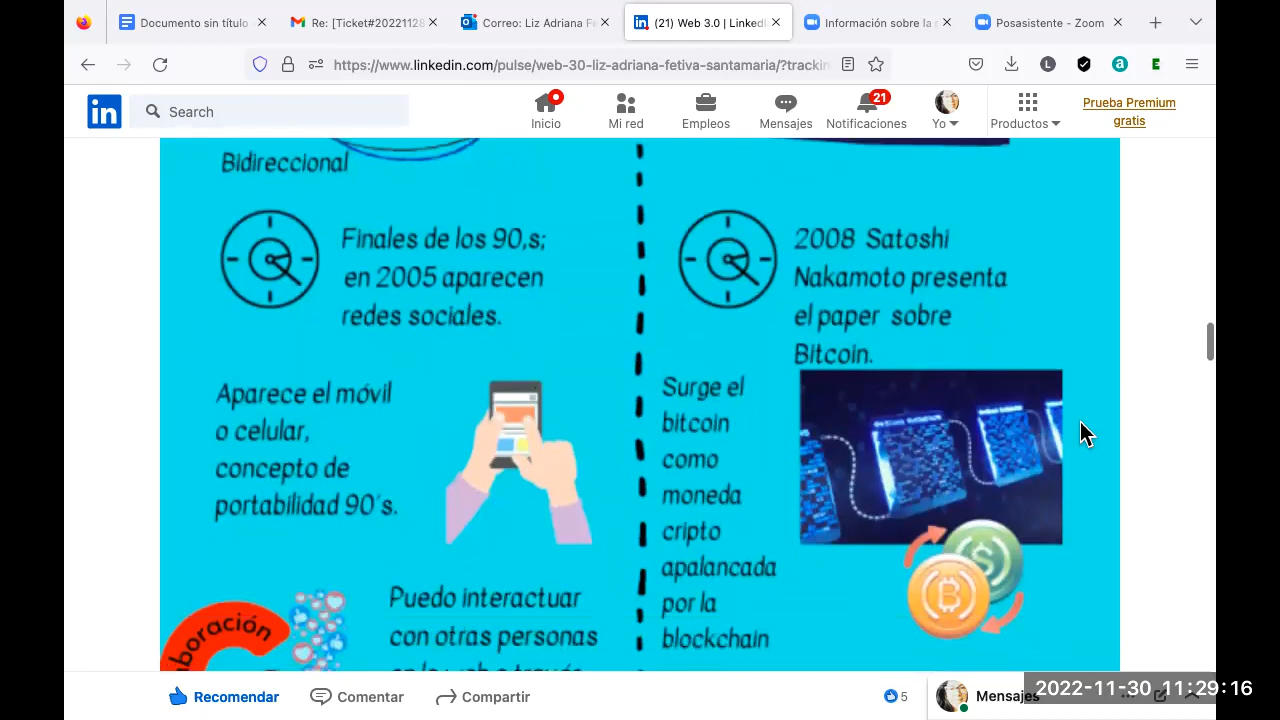 Documento sin título
Re: [Ticket#20221128
Correo: Liz Adriana Fe
(21) Web 3.0 | LinkedI
Información sobre la s
Posasistente - Zoom
https://www.linkedin.com/pulse/web-30-liz-adriana-fetiva-santamaria/?trackin
Search
Inicio
Mi red
Empleos
Mensajes
21
Notificaciones
Yo
Productos
Prueba Premium
gratis
Bidireccional
Finales de los 90,s;
en 2005 aparecen
redes sociales.
Aparece el móvil
o celular,
concepto de
portabilidad 90's.
boración
Puedo interactuar
con otras personas
2008 Satoshi
Nakamoto presenta
el paper sobre
Bitcoin.
Surge el
bitcoin
como
moneda
cripto
apalancada
por la
blockchain
Recomendar
Comentar
Compartir
5
Mensajes
2022-11-30 11:29:16